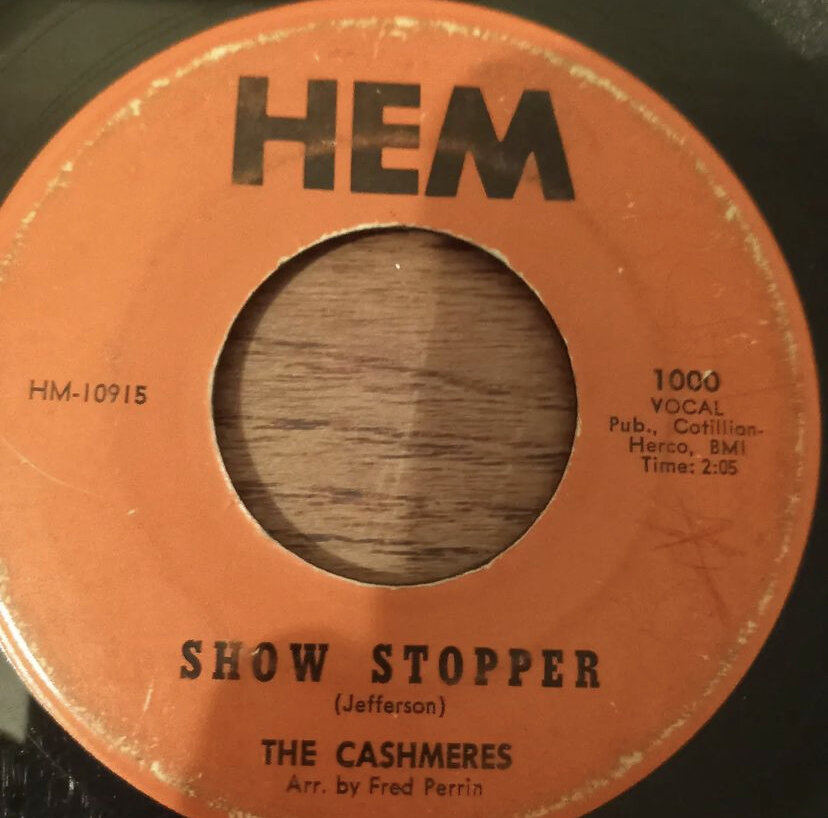 HEM
HM-10915
1000
VOCAL
Pub., Cotillion-
Herco, BMI
Time: 2:05
SHOW STOPPER
(Jefferson)
THE CASHMERES
Arr. by Fred Perrin